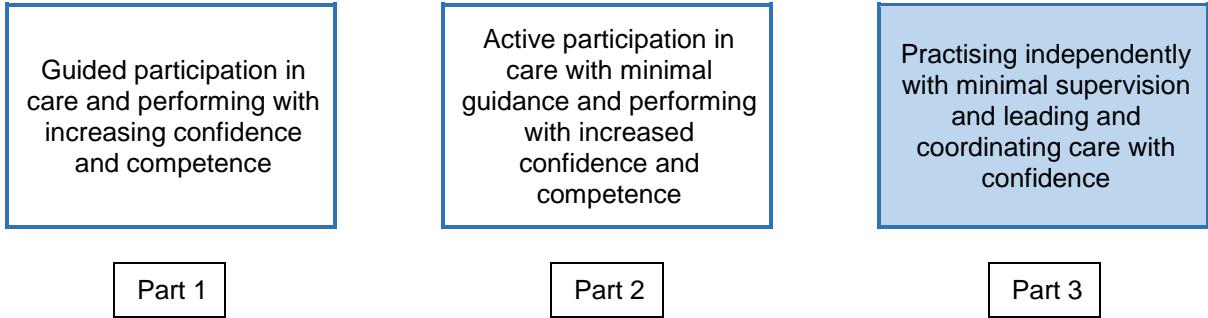 Guided participation in
care and performing with
increasing confidence
and competence
Active participation in
care with minimal
guidance and performing
with increased
confidence and
competence
Practising independently
with minimal supervision
and leading and
coordinating care with
confidence
Part 1
Part 2
Part 3